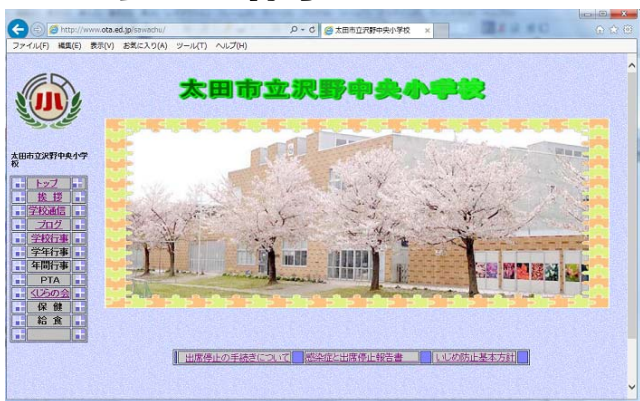 http://www.ota.ed.jp/sawachu/
太田市立沢野中央小学校
ファイル(F) 編集(E) 表示(V) お気に入り(A) ツール(T) ヘルプ(H)
太田市立沢野中央小学校
太田市立沢野中央小学
校
トップ
挨 拶
学校通信
ブログ
学校行事
学年行事
年間行事
PTA
くじらの会
保 健
給 食
出席停止の手続きについて 感染症と出席停止報告書 いじめ防止基本方針